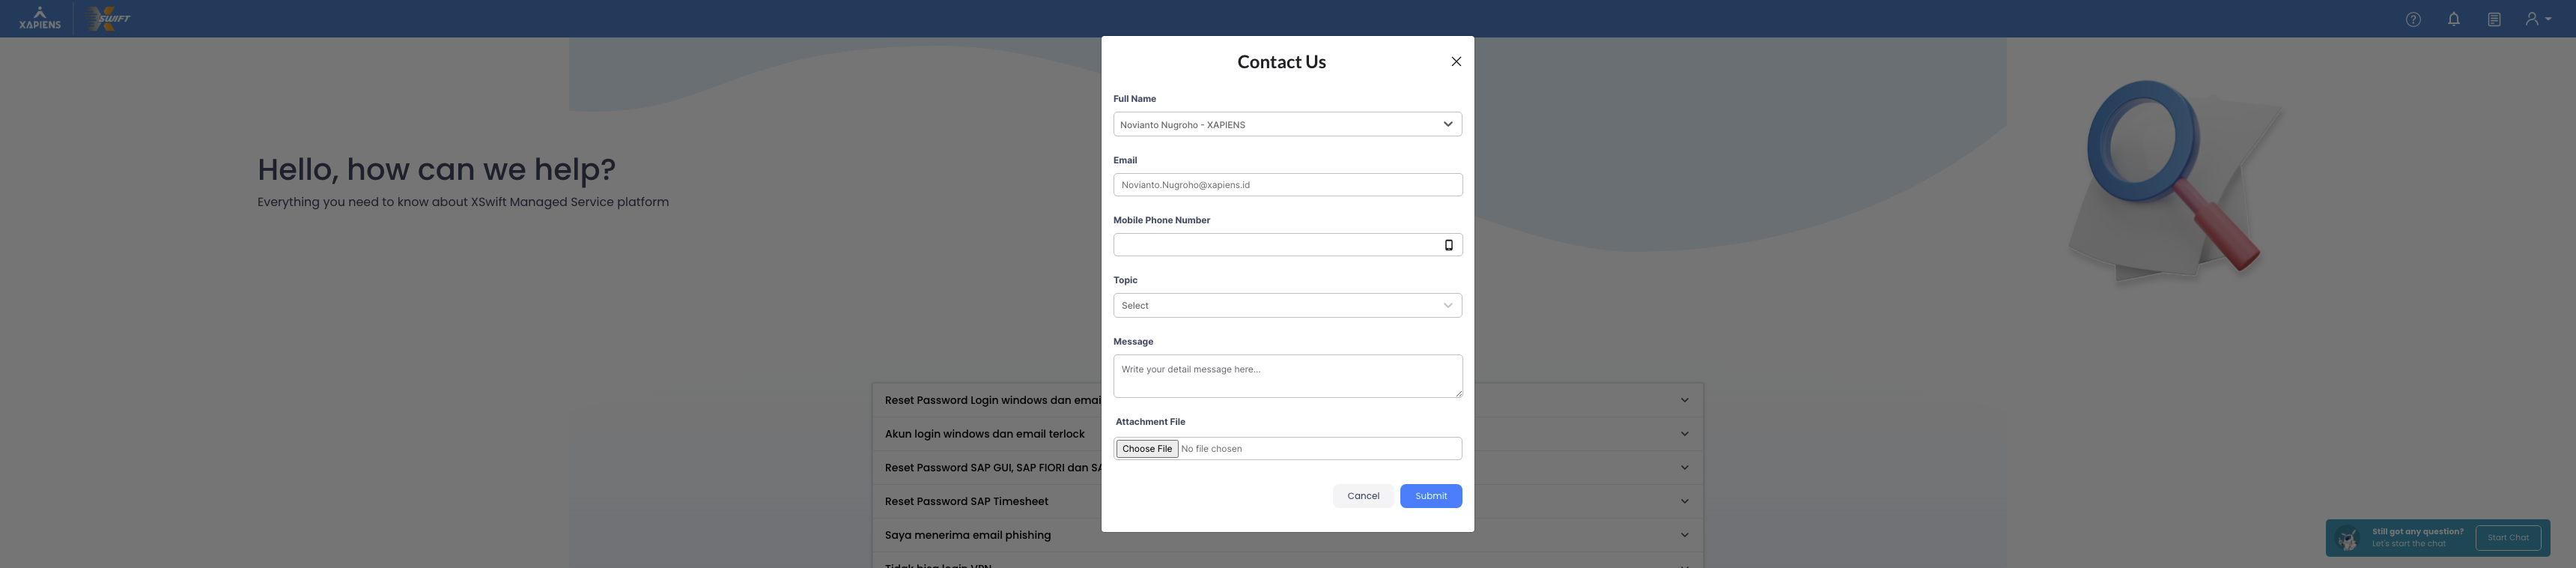 XAPIENS
XSWIFT
Hello, how can we help?
Everything you need to know about XSwift Managed Service platform
Contact Us
Full Name
Novianto Nugroho - XAPIENS
Email
Novianto.Nugroho@xapiens.id
Mobile Phone Number
Topic
Select
Message
Write your detail message here...
Attachment File
Choose File No file chosen
Cancel Submit
Reset Password Login windows dan emai
Akun login windows dan email terlock
Reset Password SAP GUI, SAP FIORI dan SA
Reset Password SAP Timesheet
Saya menerima email phishing
Still got any question?
Let's start the chat
Start Chat